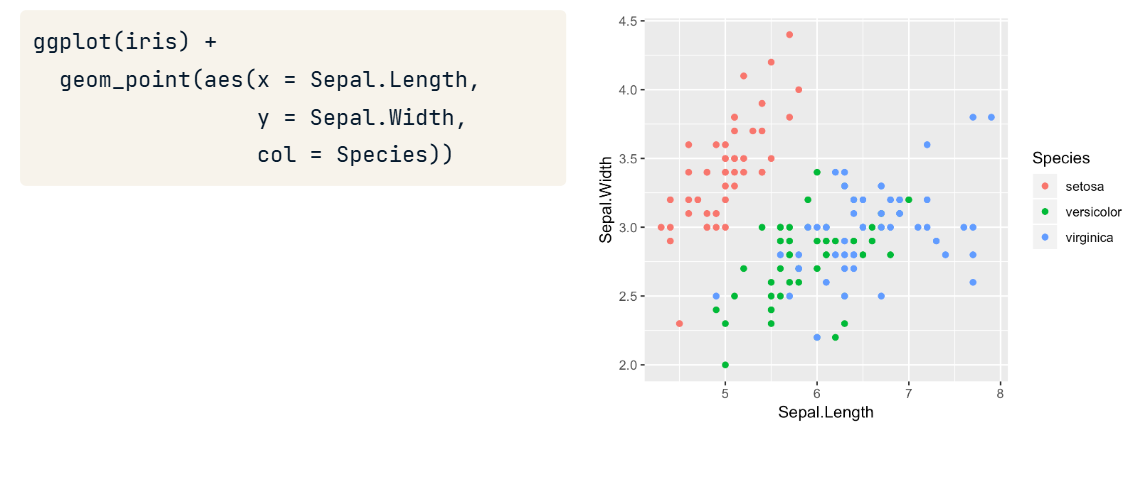 ggplot(iris) +
  geom_point(aes(x = Sepal.Length,
                 y = Sepal.Width,
                 col = Species))
4.5
4.0
3.5
3.0
2.5
2.0
Sepal.Width
5
6
7
8
Sepal.Length
Species
setosa
versicolor
virginica